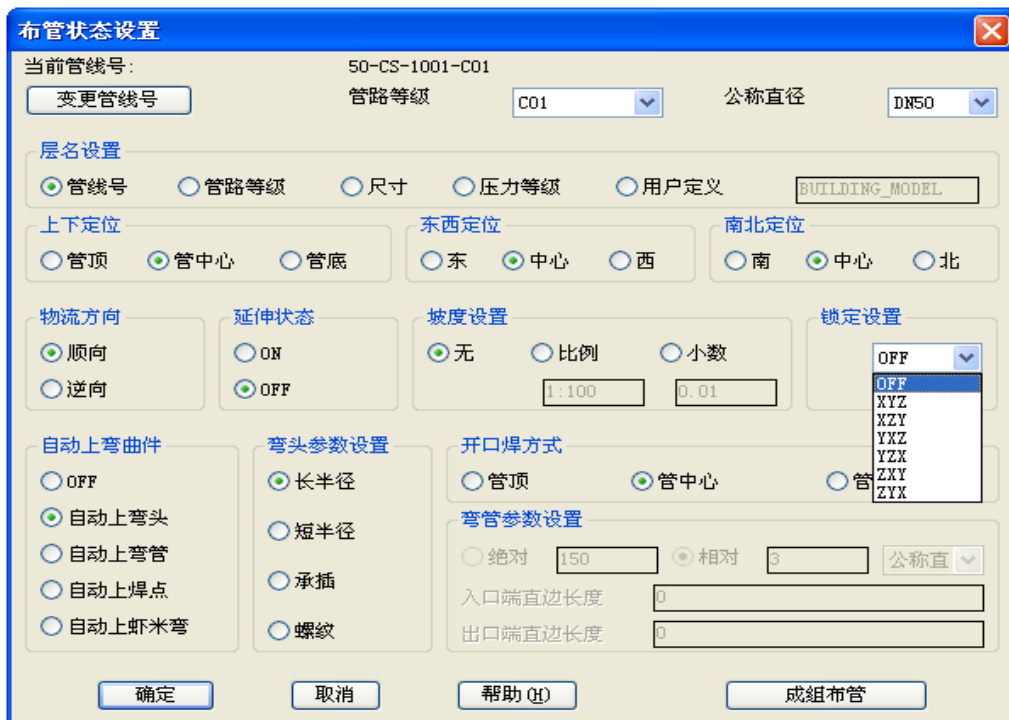 布管状态设置
当前管线号: 50-CS-1001-C01
变更管线号 管路等级 C01 公称直径 DN50
层名设置
管线号 管路等级 尺寸 压力等级 用户定义 BUILDING_MODEL
上下定位 东西定位 南北定位
管顶 管中心 管底 东 中心 西 南 中心 北
物流方向 延伸状态 坡度设置 锁定设置
顺向 ON 无 比例 小数 OFF
逆向 OFF 1:100 0.01 OFF
XYZ
XZY
YXZ
YZX
ZXY
ZYX
自动上弯曲件 弯头参数设置 开口焊方式
OFF 长半径 管顶 管中心 管
自动上弯头 短半径 弯管参数设置
自动上弯管 承插 绝对 150 相对 3 公称直
自动上焊点 螺纹 入口端直边长度 0
自动上虾米弯 出口端直边长度 0
确定 取消 帮助(H) 成组布管